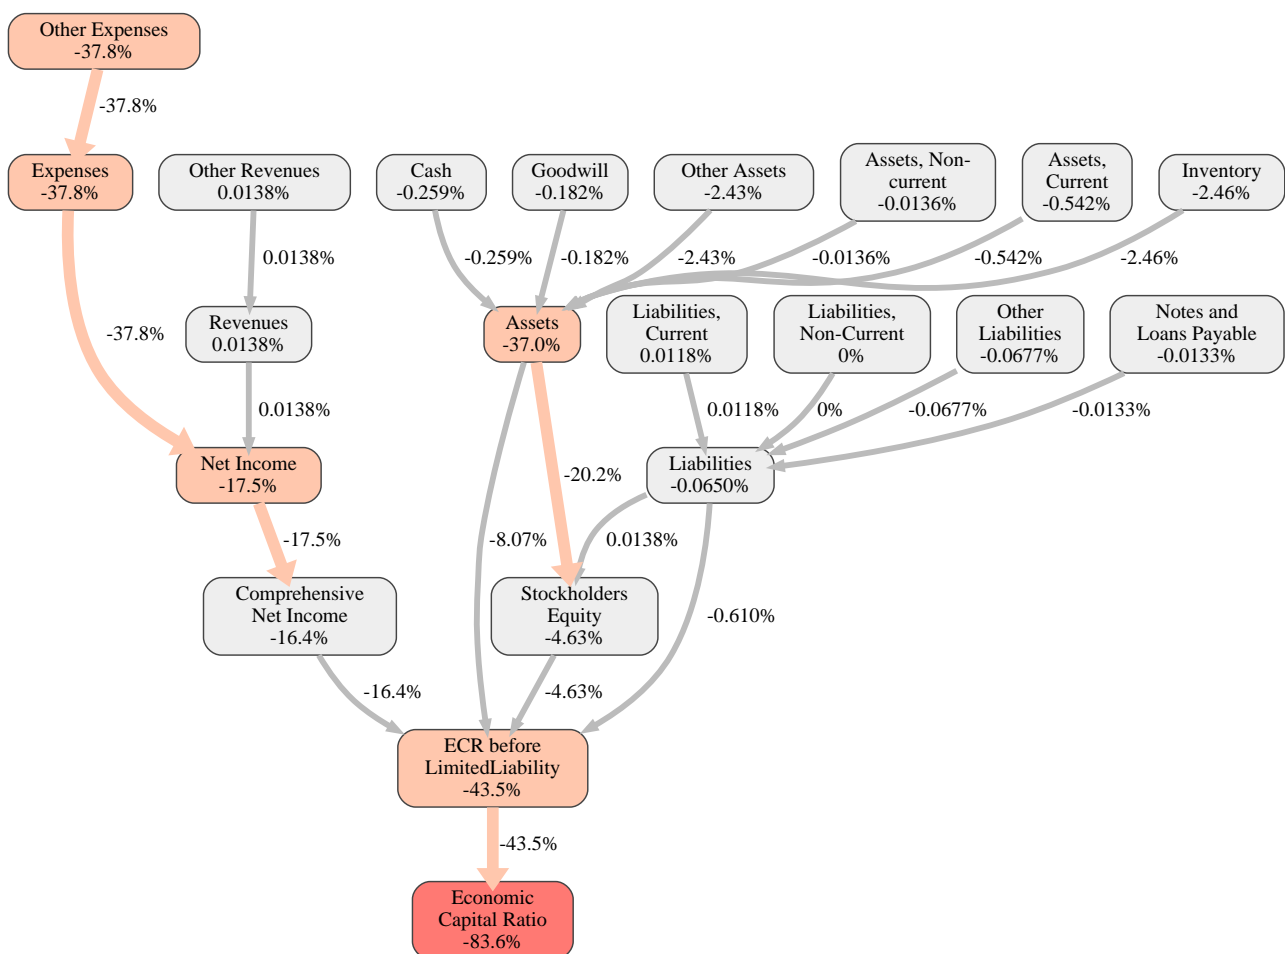 Other Expenses
-37.8%
-37.8%
Expenses
-37.8%
Other Revenues
0.0138%
Cash
-0.259%
Goodwill
-0.182%
Other Assets
-2.43%
Assets, Non-
current
-0.0136%
Assets,
Current
-0.542%
Inventory
-2.46%
0.0138%
-0.259%
-0.182%
-2.43%
-0.0136%
-0.542%
-2.46%
-37.8%
Revenues
0.0138%
Assets
-37.0%
Liabilities,
Current
0.0118%
Liabilities,
Non-Current
0%
Other
Liabilities
-0.0677%
Notes and
Loans Payable
-0.0133%
0.0138%
0.0118%
0%
-0.0677%
-0.0133%
Net Income
-17.5%
-20.2%
Liabilities
-0.0650%
-17.5%
-8.07%
0.0138%
Comprehensive
Net Income
-16.4%
Stockholders
Equity
-4.63%
-0.610%
-16.4%
-4.63%
ECR before
LimitedLiability
-43.5%
-43.5%
Economic
Capital Ratio
-83.6%